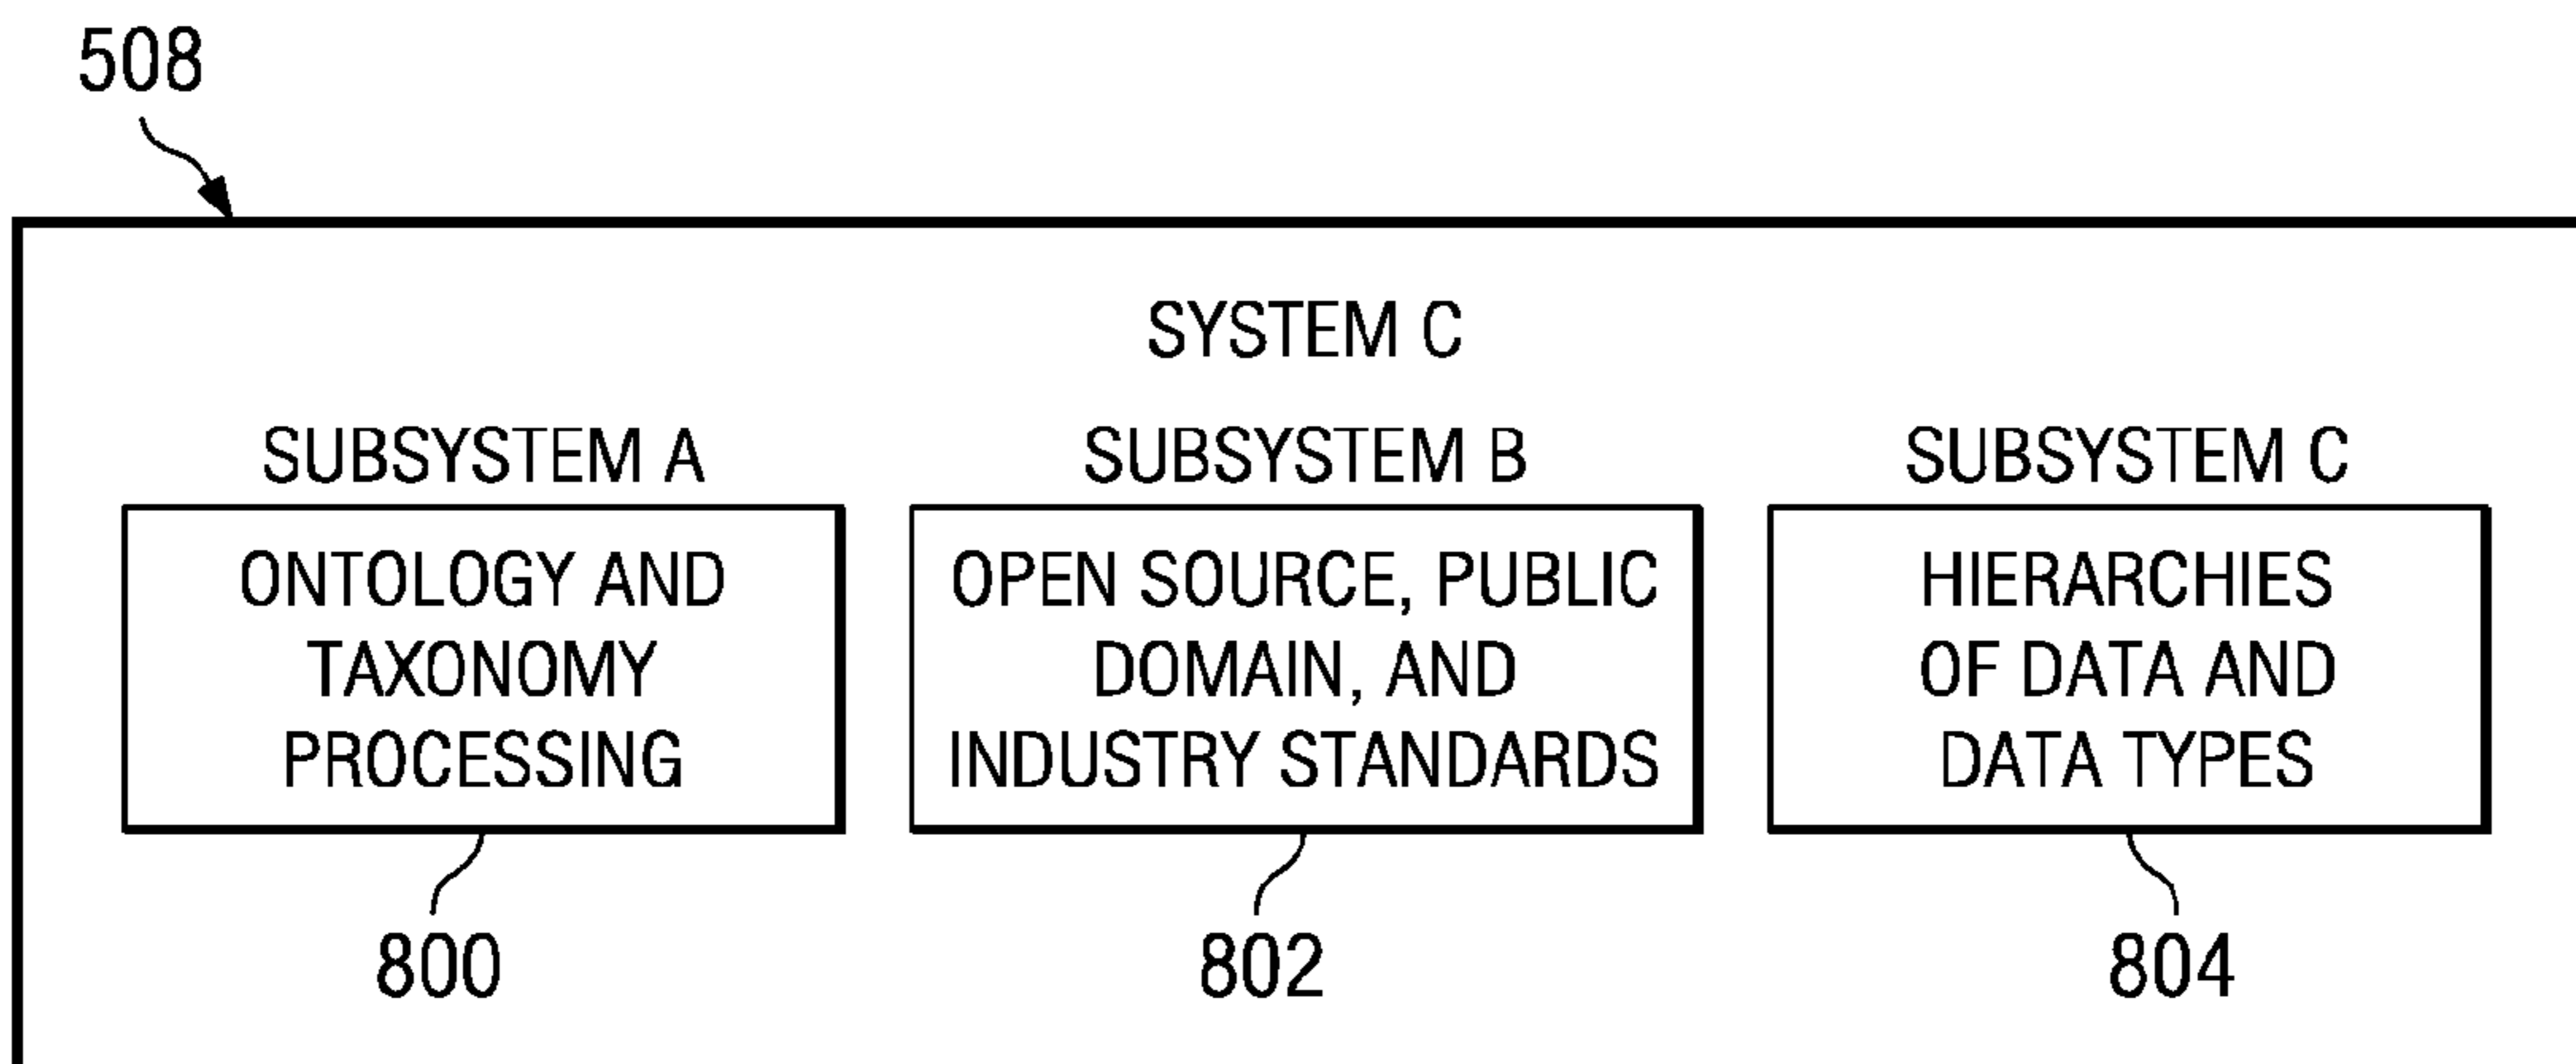 508
SYSTEM C
SUBSYSTEM A
ONTOLOGY AND
TAXONOMY
PROCESSING
800
SUBSYSTEM B
OPEN SOURCE, PUBLIC
DOMAIN, AND
INDUSTRY STANDARDS
802
SUBSYSTEM C
HIERARCHIES
OF DATA AND
DATA TYPES
804